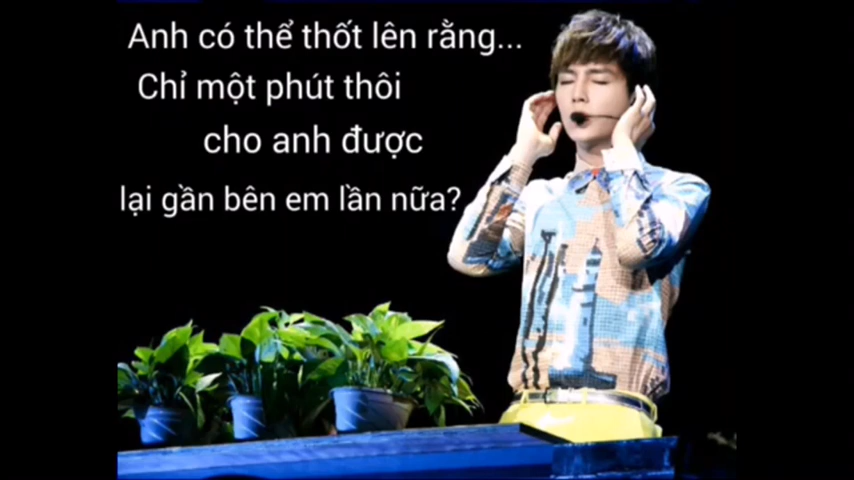 Anh có thể thốt lên rằng...
Chỉ một phút thôi
cho anh được
lại gần bên em lần nữa?